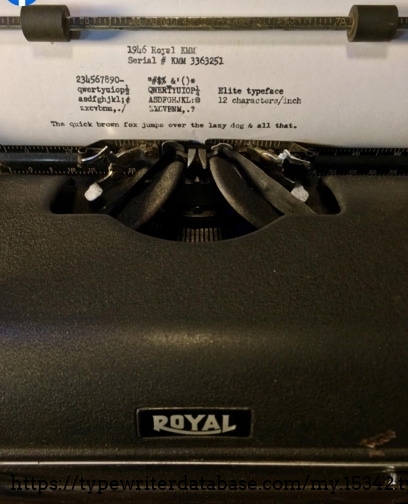 1946 Royal KMM
Serial # KMM 3363251
234567890- "#$% &'()*
qwertyuiop½ QWERTYUIOP¼ Elite typeface
asdfghjkl;¢ ASDFGHJKL:@ 12 characters/inch
zxcvbnm,./ ZXCVBNM,.?
The quick brown fox jumps over the lazy dog & all that.
ROYAL
https://typewriterdatabase.com/my.15342.t